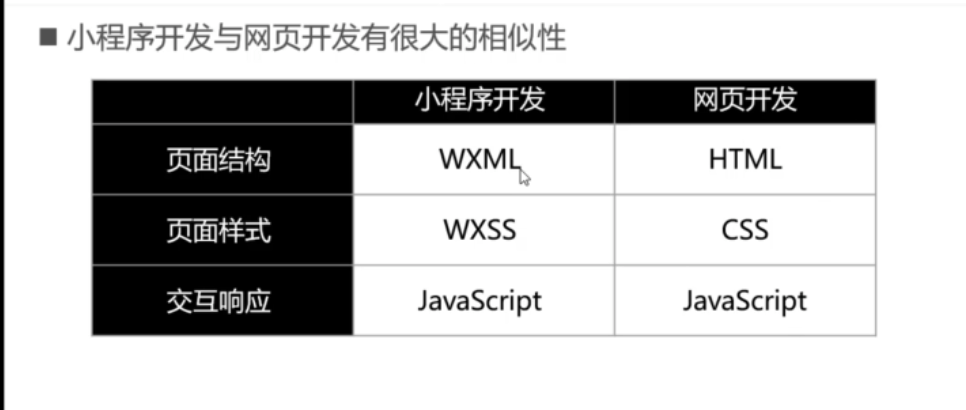 ■ 小程序开发与网页开发有很大的相似性
小程序开发 网页开发
页面结构 WXML HTML
页面样式 WXSS CSS
交互响应 JavaScript JavaScript